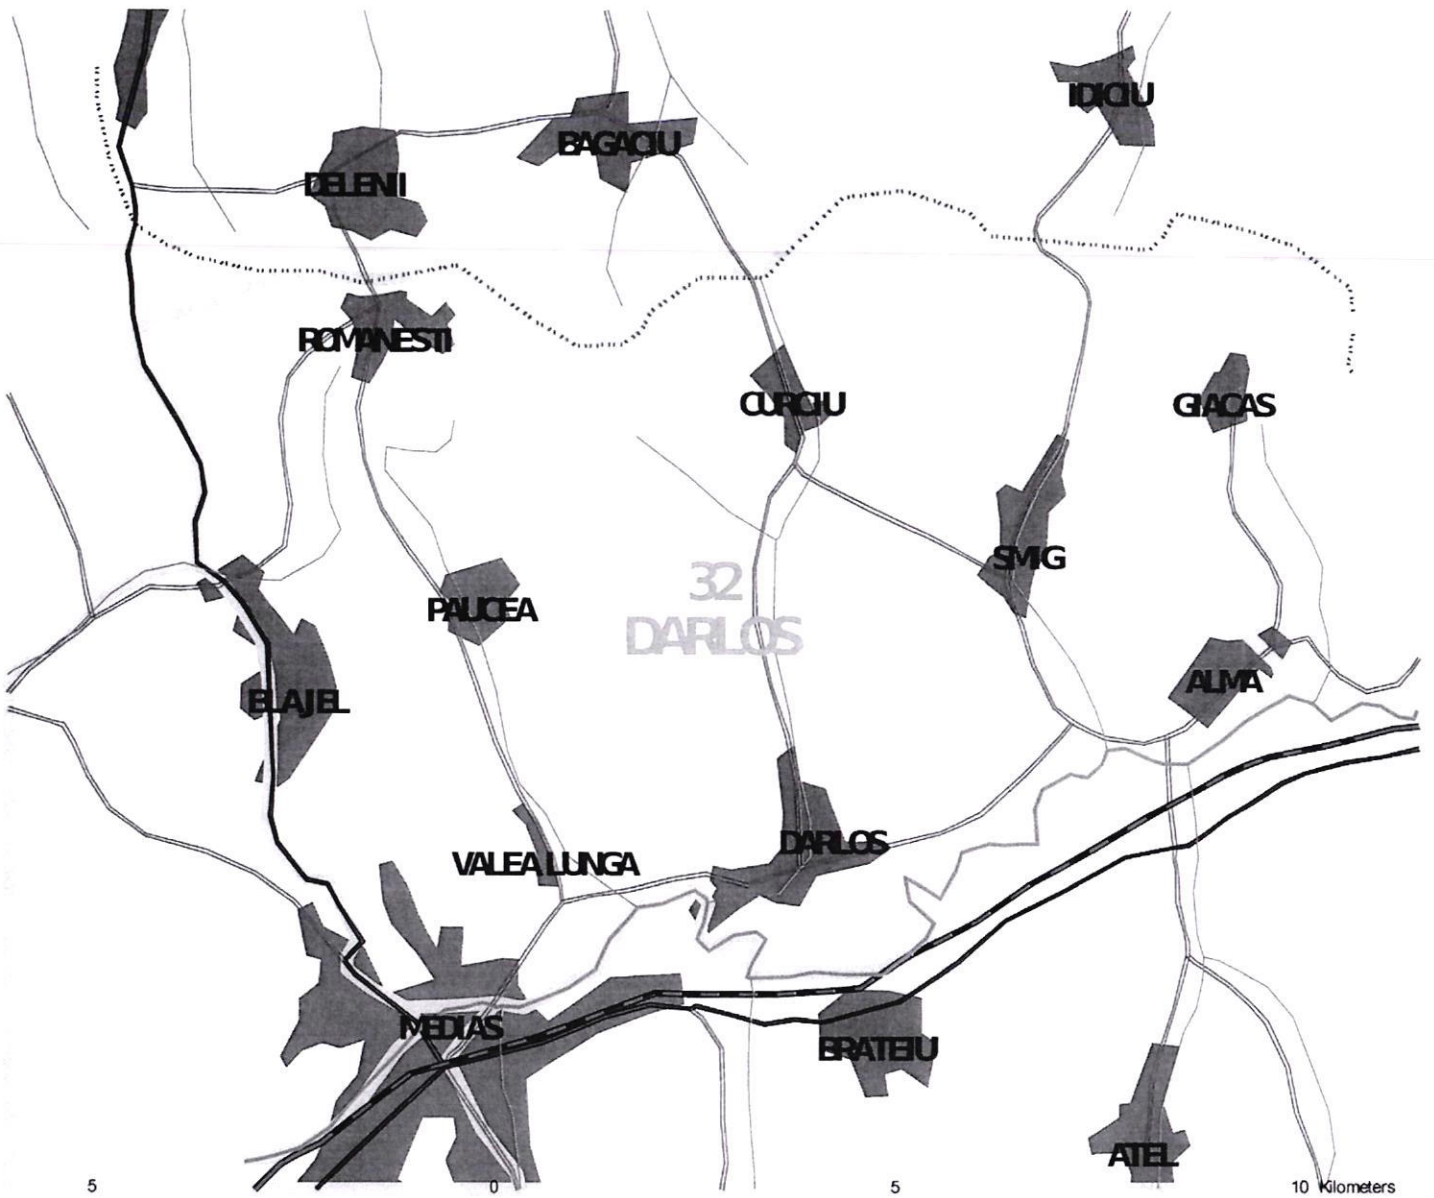 IDICIU
BAGACIU
DELENII
ROMANESTI
CURCIU
GIACAS
SMIG
32
DARLOS
PAUCEA
ALMA
BLAJEL
DARLOS
VALEA LUNGA
MEDIAS
BRATEIU
ATEL
5 0 5 10 Kilometers